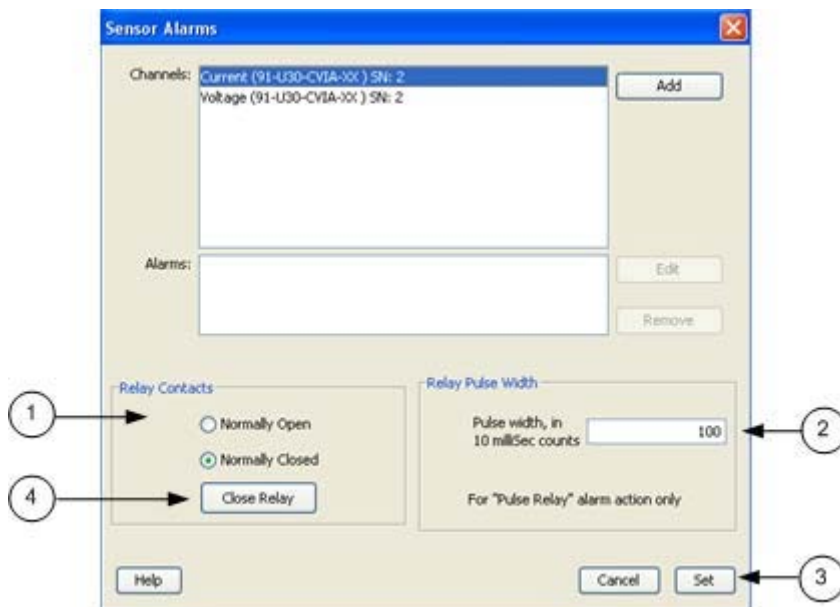 Sensor Alarms
Channels:
Current (91-U30-CVIA-XX ) SN: 2
Voltage (91-U30-CVIA-XX ) SN: 2
Add
Alarms:
Edit
Remove
Relay Contacts
1
Normally Open
Normally Closed
4
Close Relay
Relay Pulse Width
Pulse width, in
10 milliSec counts
100
2
For "Pulse Relay" alarm action only
Help
Cancel
Set
3